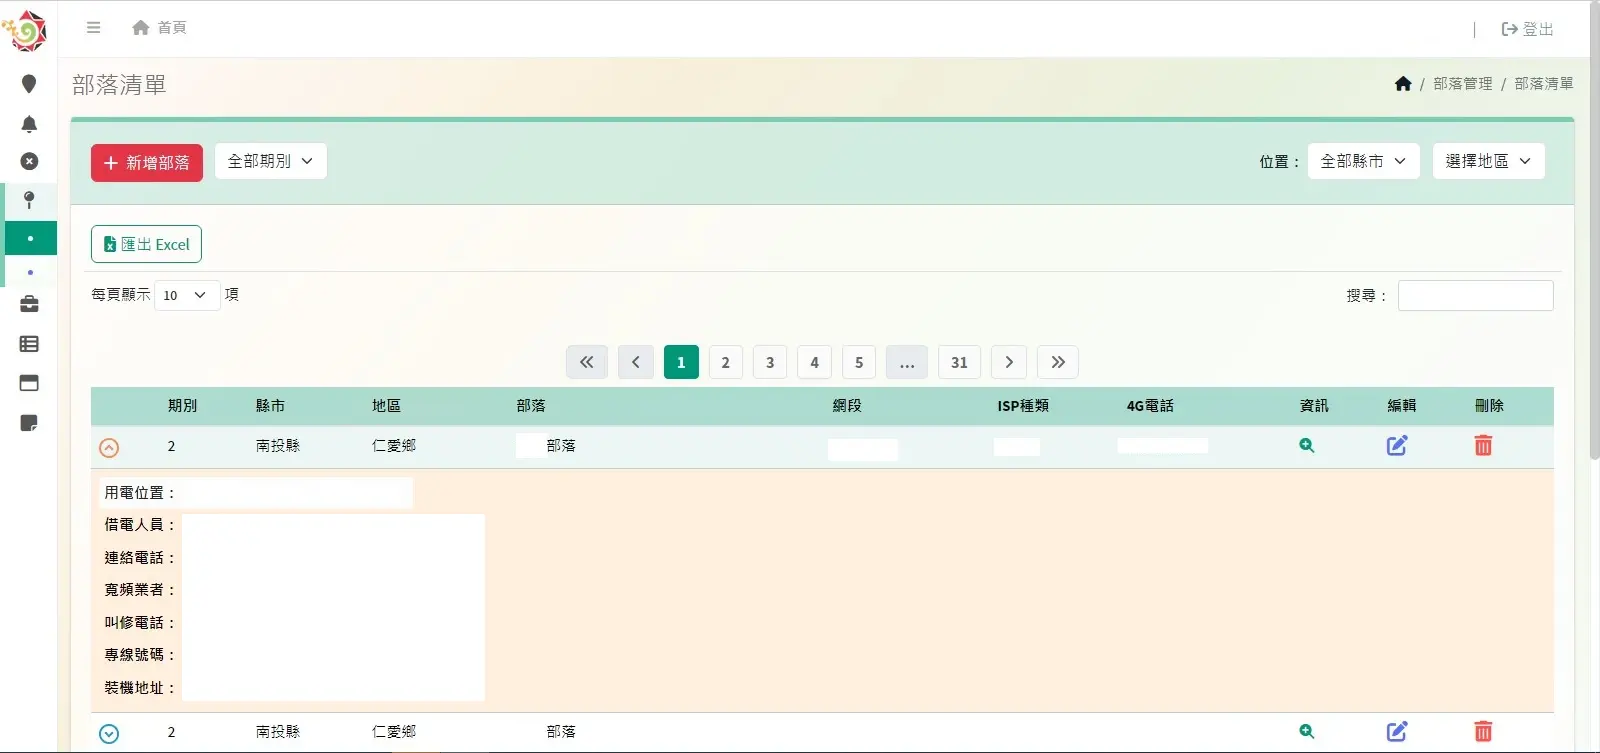 首頁
| 登出
部落清單
/ 部落管理 / 部落清單
+ 新增部落 全部期別 位置： 全部縣市 選擇地區
匯出 Excel
每頁顯示 10 項 搜尋：
« ‹ 1 2 3 4 5 ... 31 › »
期別 縣市 地區 部落 網段 ISP種類 4G電話 資訊 編輯 刪除
2 南投縣 仁愛鄉 部落
用電位置：
借電人員：
連絡電話：
寬頻業者：
叫修電話：
專線號碼：
裝機地址：
2 南投縣 仁愛鄉 部落